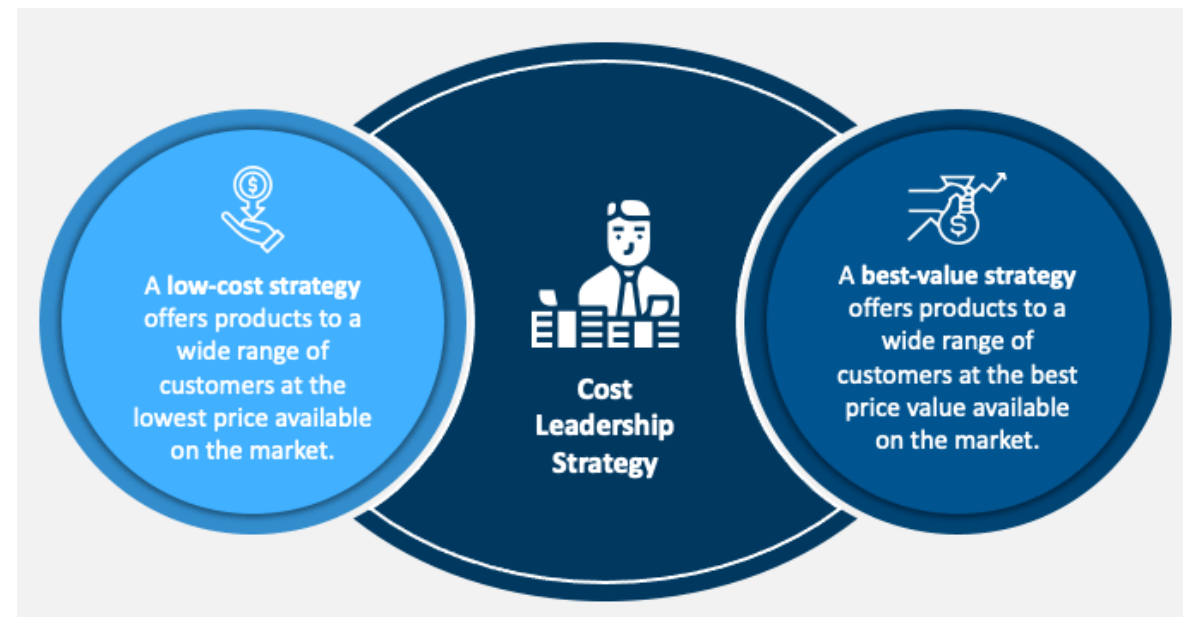 A low-cost strategy
offers products to a
wide range of
customers at the
lowest price available
on the market.
Cost
Leadership
Strategy
A best-value strategy
offers products to a
wide range of
customers at the best
price value available
on the market.